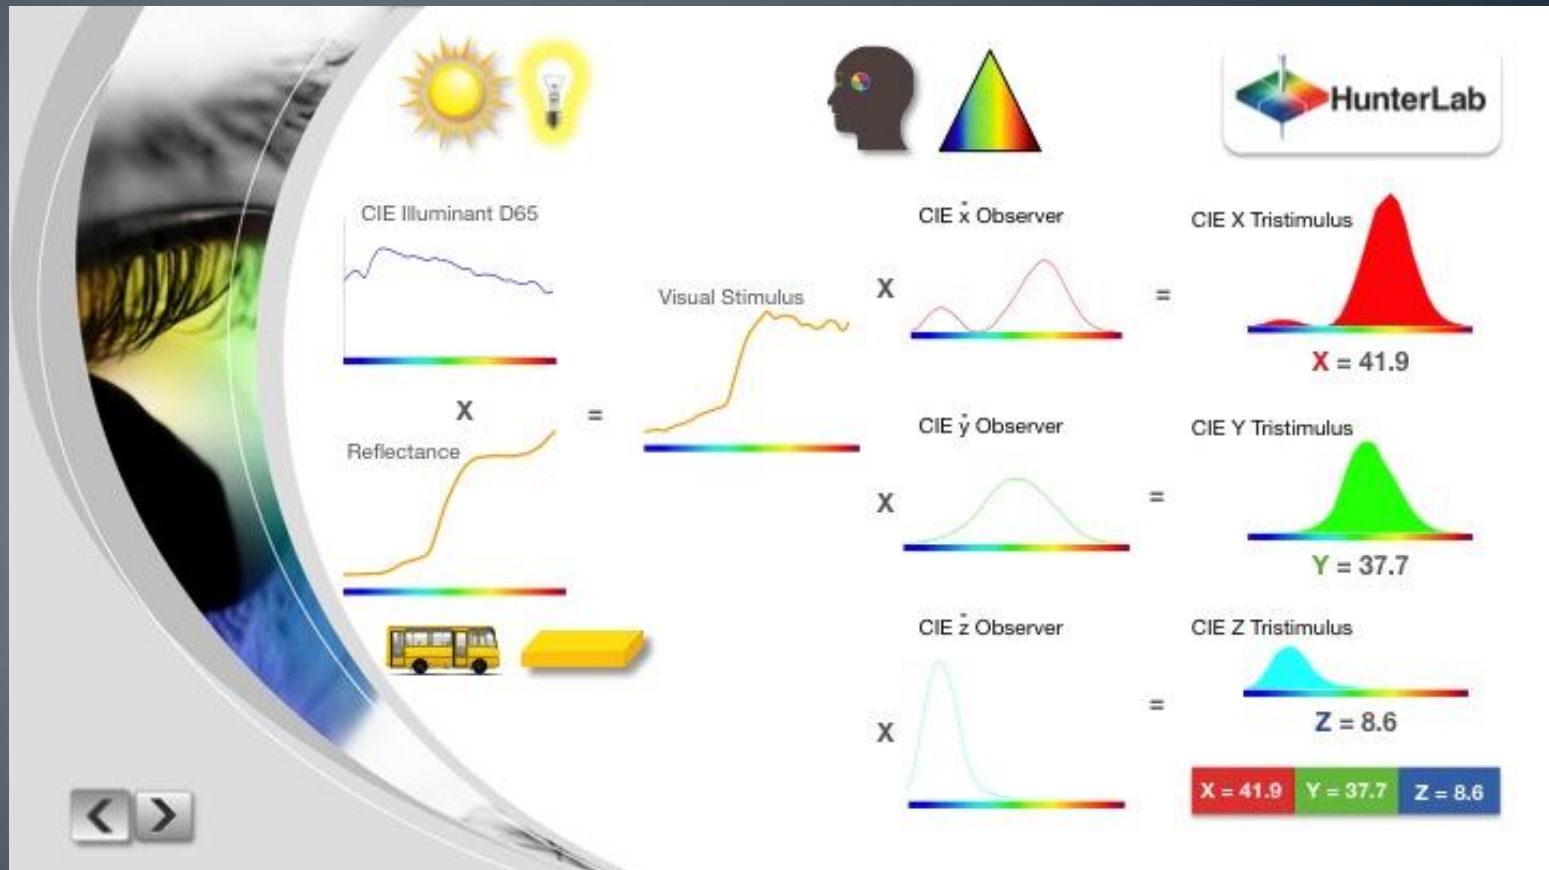 HunterLab
CIE Illuminant D65
X
Reflectance
=
Visual Stimulus
X
CIE x̄ Observer
=
CIE X Tristimulus
X = 41.9
X
CIE ȳ Observer
=
CIE Y Tristimulus
Y = 37.7
X
CIE z̄ Observer
=
CIE Z Tristimulus
Z = 8.6
X = 41.9 Y = 37.7 Z = 8.6